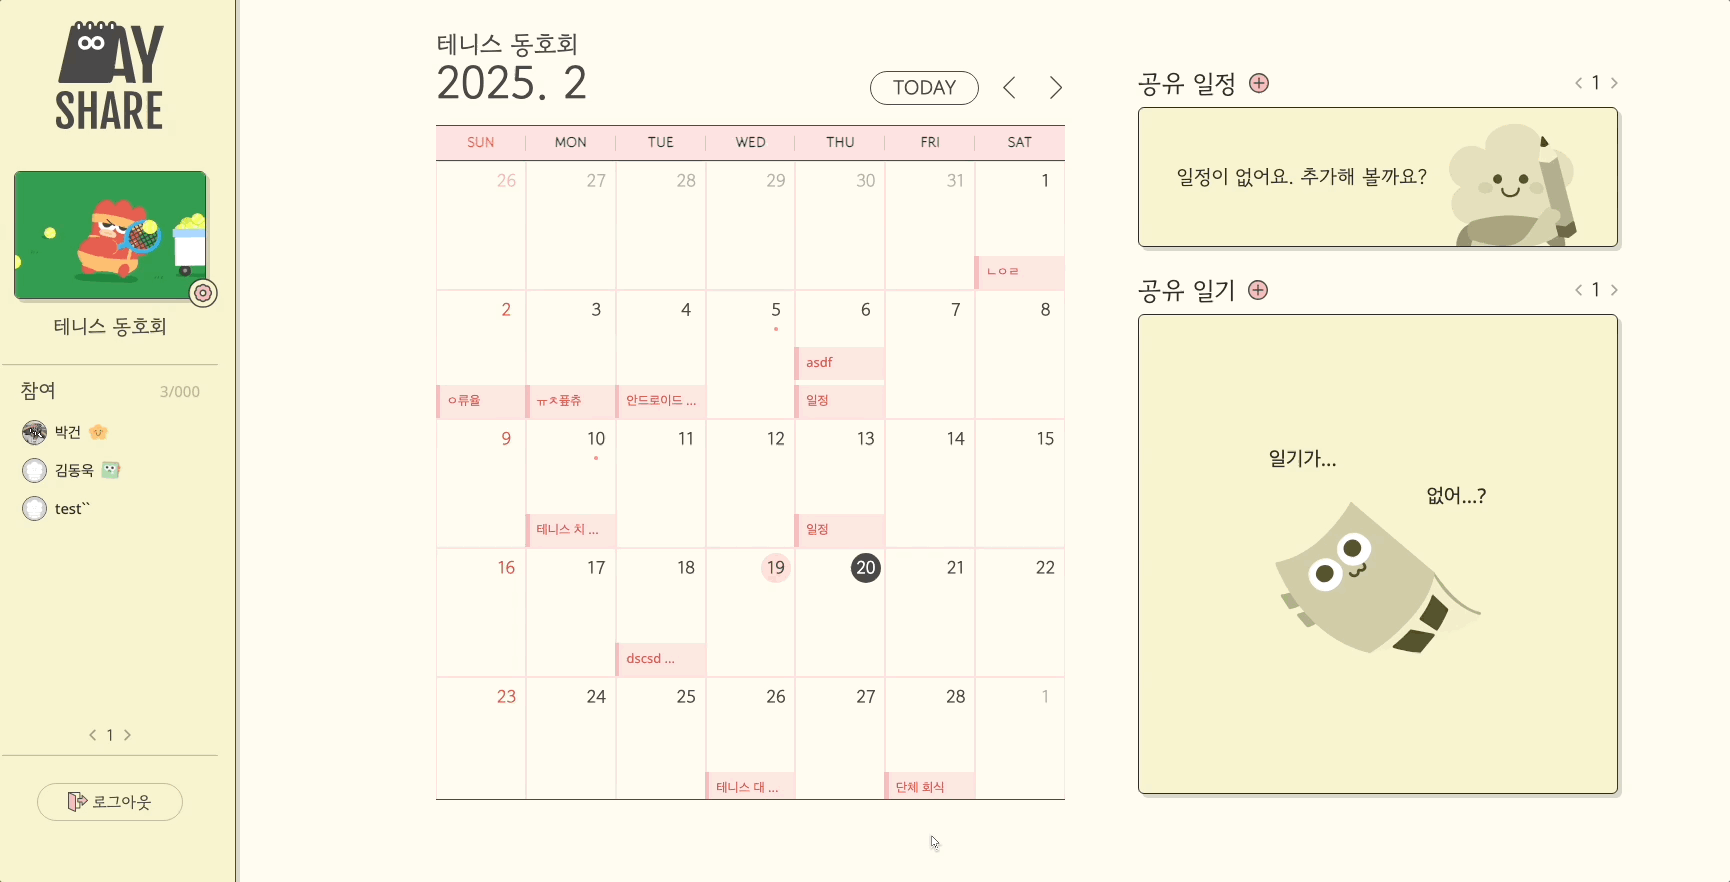 DAY
SHARE
테니스 동호회
참여 3/000
박건
김동욱
test``
< 1 >
로그아웃
테니스 동호회
2025. 2
TODAY < >
SUN MON TUE WED THU FRI SAT
26 27 28 29 30 31 1
ㄴㅇㄹ
2 3 4 5 6 7 8
asdf
ㅇ류율 ㅠㅊ퓰츄 안드로이드 ... 일정
9 10 11 12 13 14 15
테니스 치 ... 일정
16 17 18 19 20 21 22
dscsd ...
23 24 25 26 27 28 1
테니스 대 ... 단체 회식
공유 일정 < 1 >
일정이 없어요. 추가해 볼까요?
공유 일기 < 1 >
일기가...
없어...?